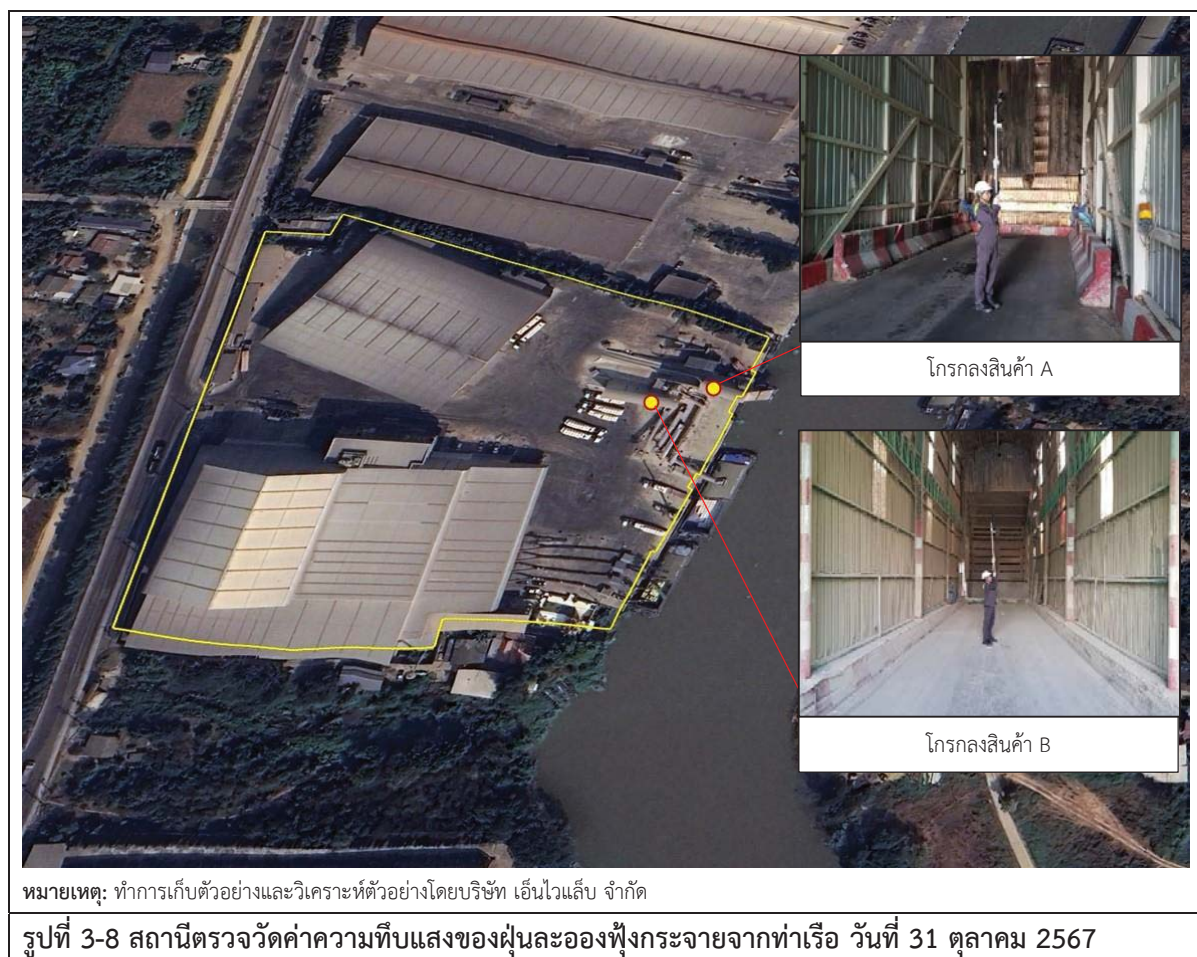 โกรกลงสินค้า A
โกรกลงสินค้า B
หมายเหตุ: ทำการเก็บตัวอย่างและวิเคราะห์ตัวอย่างโดยบริษัท เอ็นไวแล็บ จำกัด
รูปที่ 3-8 สถานีตรวจวัดค่าความทึบแสงของฝุ่นละอองฟุ้งกระจายจากท่าเรือ วันที่ 31 ตุลาคม 2567